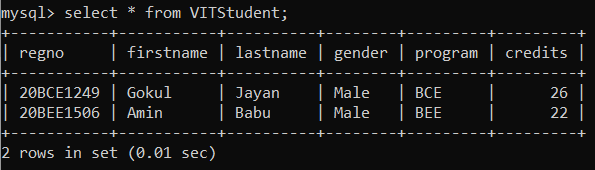 mysql> select * from VITStudent;
+-----------+-----------+----------+--------+---------+---------+
| regno     | firstname | lastname | gender | program | credits |
+-----------+-----------+----------+--------+---------+---------+
| 20BCE1249 | Gokul     | Jayan    | Male   | BCE     |      26 |
| 20BEE1506 | Amin      | Babu     | Male   | BEE     |      22 |
+-----------+-----------+----------+--------+---------+---------+
2 rows in set (0.01 sec)